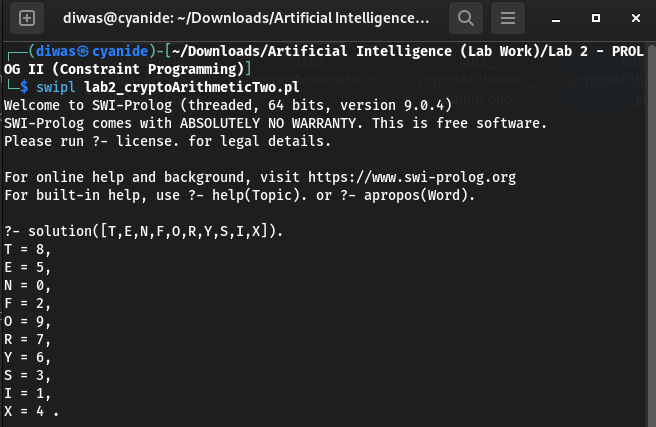 diwas@cyanide: ~/Downloads/Artificial Intelligence...
┌──(diwas㉿cyanide)-[~/Downloads/Artificial Intelligence (Lab Work)/Lab 2 - PROL
OG II (Constraint Programming)]
└─$ swipl lab2_cryptoArithmeticTwo.pl
Welcome to SWI-Prolog (threaded, 64 bits, version 9.0.4)
SWI-Prolog comes with ABSOLUTELY NO WARRANTY. This is free software.
Please run ?- license. for legal details.
For online help and background, visit https://www.swi-prolog.org
For built-in help, use ?- help(Topic). or ?- apropos(Word).
?- solution([T,E,N,F,O,R,Y,S,I,X]).
T = 8,
E = 5,
N = 0,
F = 2,
O = 9,
R = 7,
Y = 6,
S = 3,
I = 1,
X = 4 .